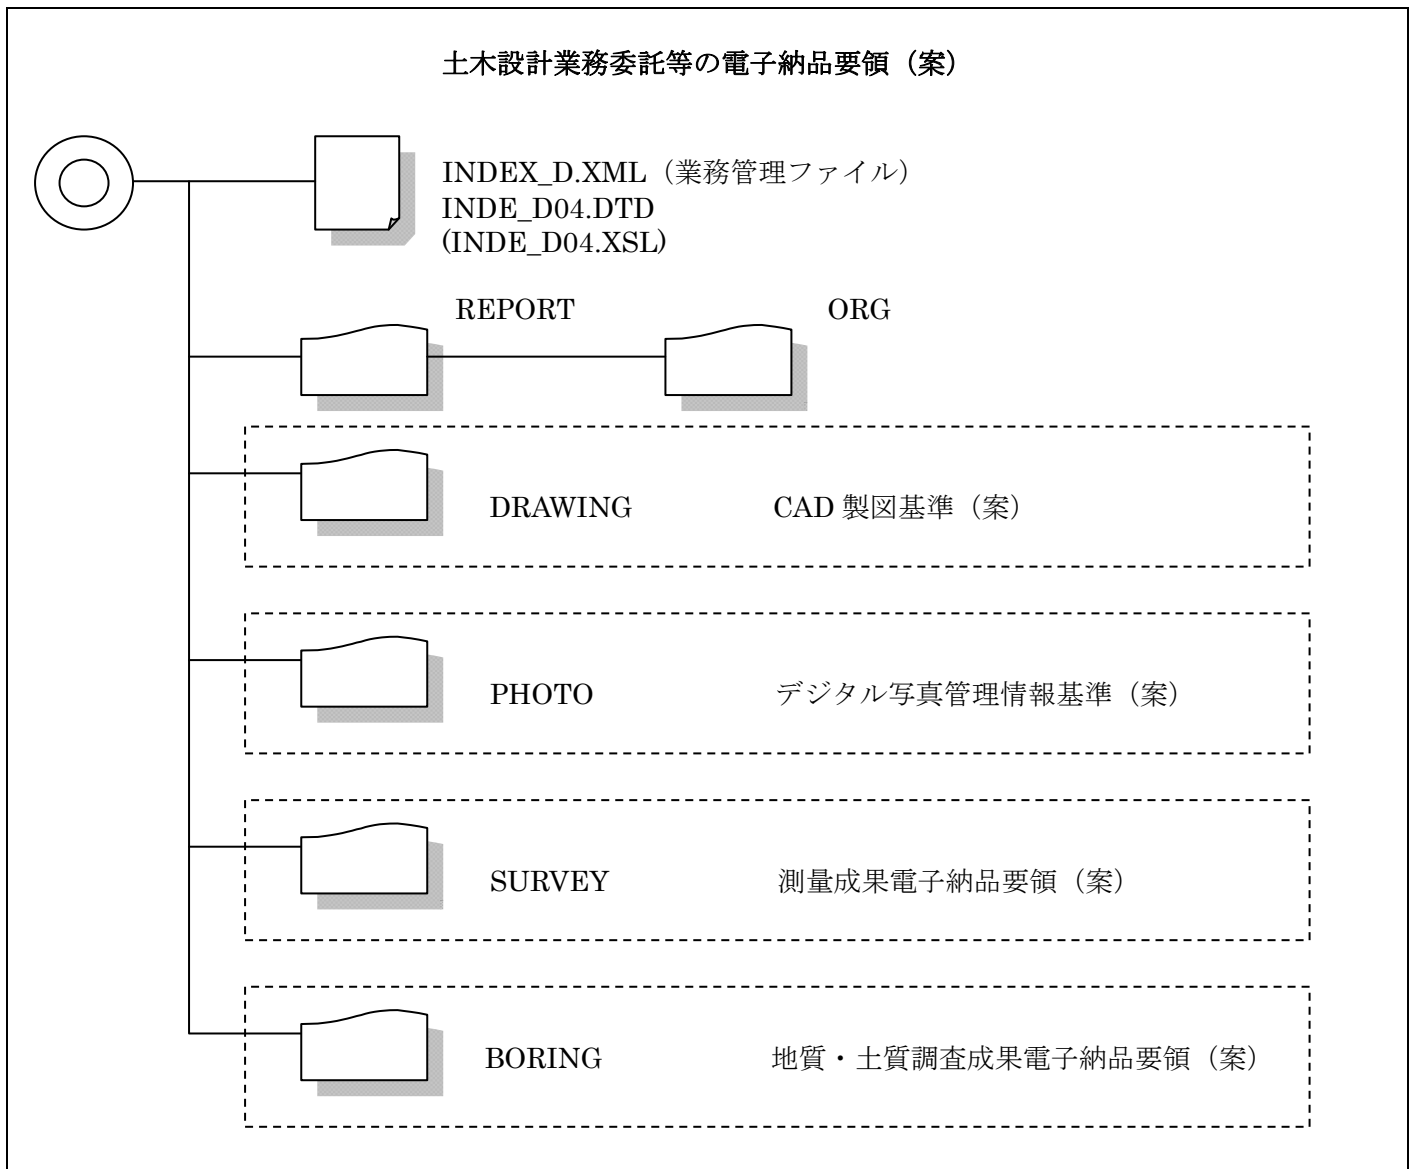 土木設計業務委託等の電子納品要領（案）
INDEX_D.XML（業務管理ファイル）
INDE_D04.DTD
(INDE_D04.XSL)
REPORT ORG
DRAWING CAD 製図基準（案）
PHOTO デジタル写真管理情報基準（案）
SURVEY 測量成果電子納品要領（案）
BORING 地質・土質調査成果電子納品要領（案）